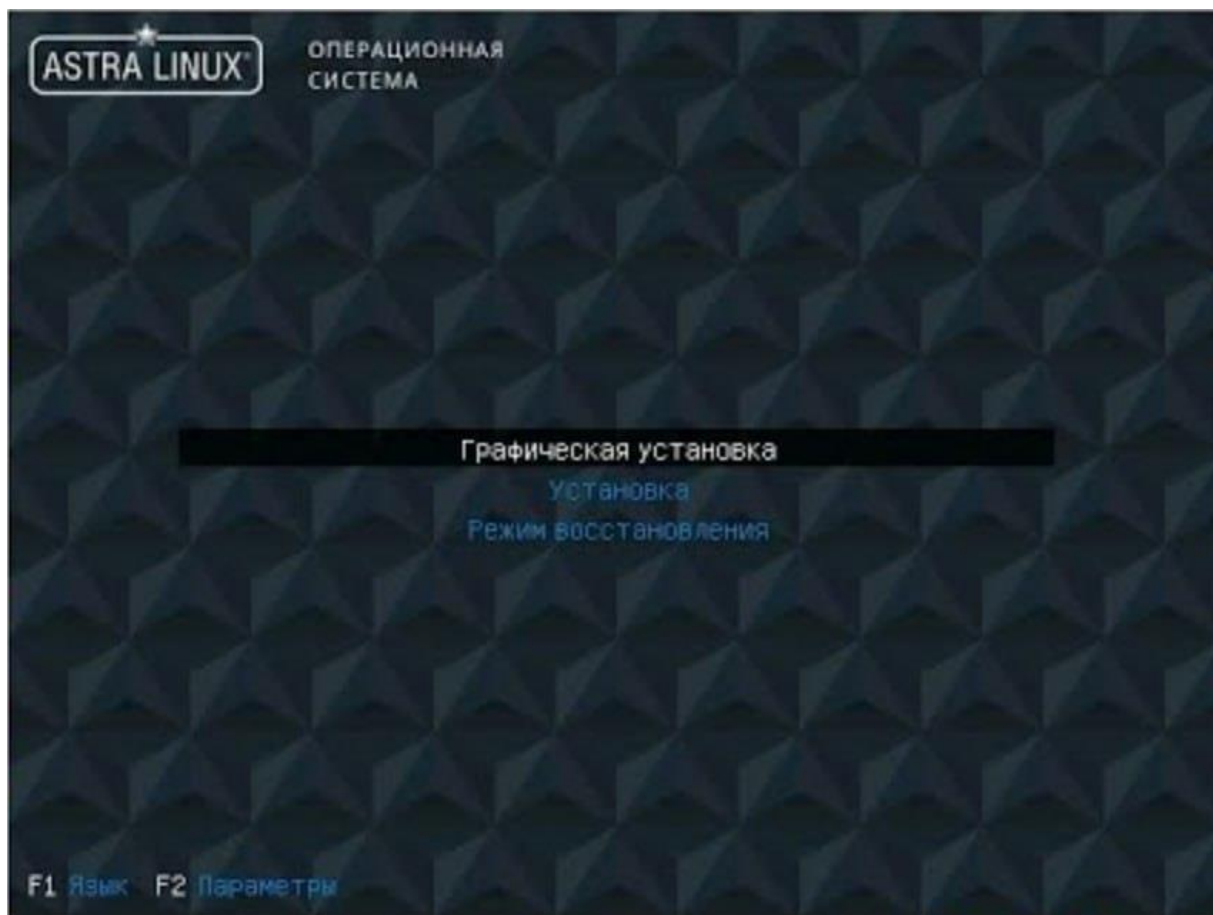 ASTRA LINUX®
ОПЕРАЦИОННАЯ
СИСТЕМА
Графическая установка
Установка
Режим восстановления
F1 Язык F2 Параметры